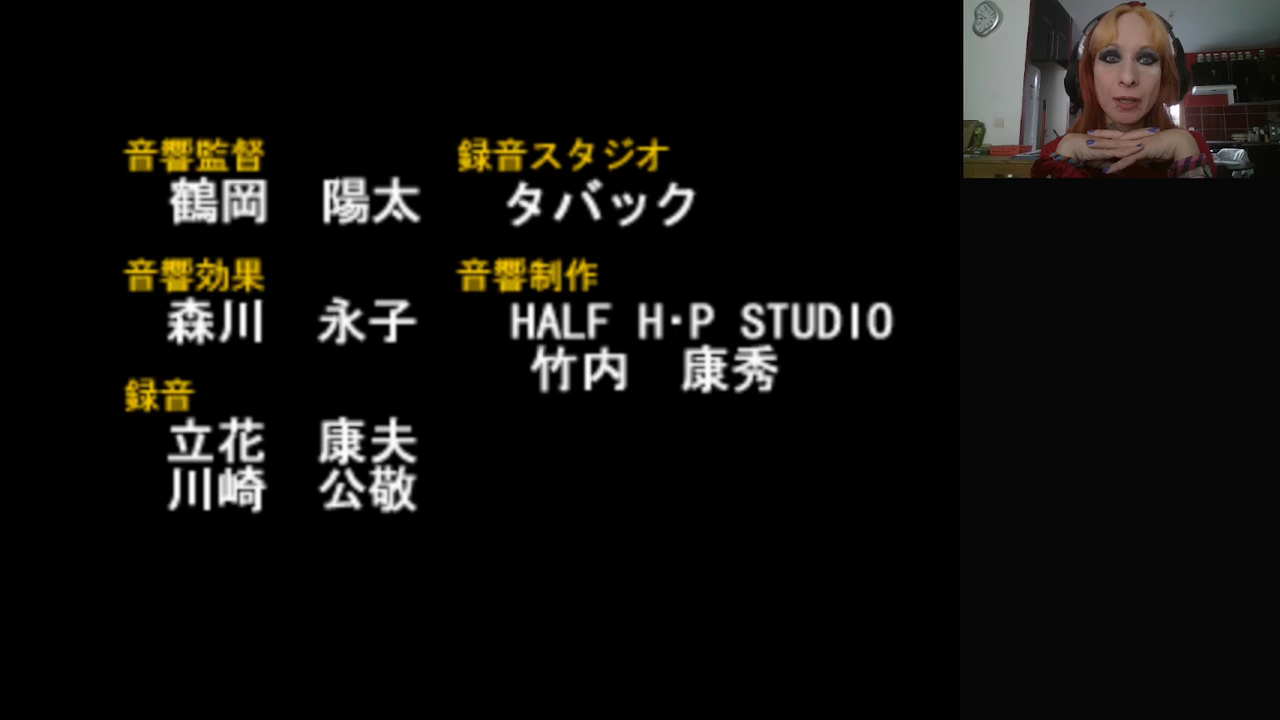 音響監督
鶴岡 陽太
音響効果
森川 永子
録音
立花 康夫
川崎 公敬
録音スタジオ
タバック
音響制作
HALF H·P STUDIO
竹内 康秀